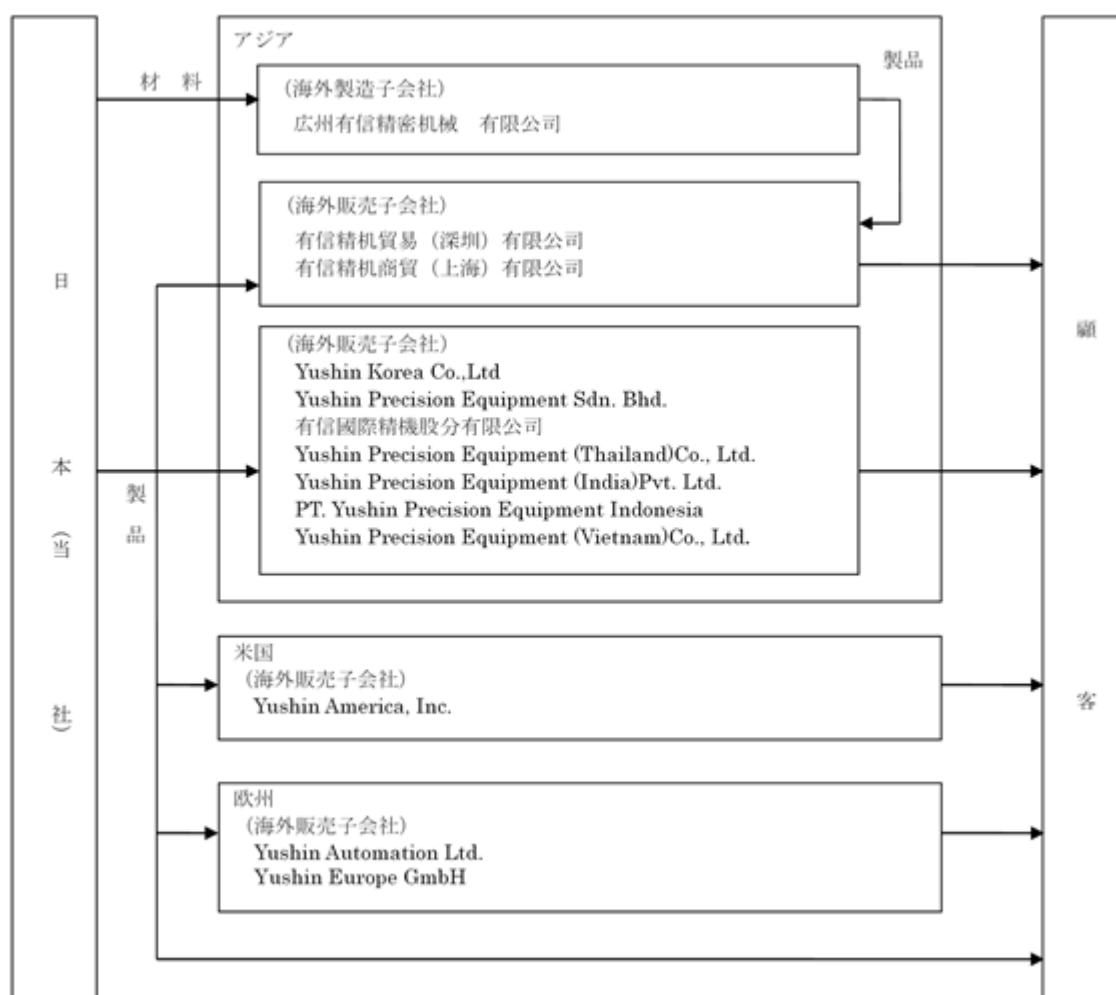 日本(当社)
材 料
製品
アジア
(海外製造子会社)
広州有信精密机械 有限公司
製品
(海外販売子会社)
有信精机貿易(深圳)有限公司
有信精机商貿(上海)有限公司
(海外販売子会社)
Yushin Korea Co.,Ltd
Yushin Precision Equipment Sdn. Bhd.
有信國際精機股分有限公司
Yushin Precision Equipment (Thailand)Co., Ltd.
Yushin Precision Equipment (India)Pvt. Ltd.
PT. Yushin Precision Equipment Indonesia
Yushin Precision Equipment (Vietnam)Co., Ltd.
米国
(海外販売子会社)
Yushin America, Inc.
欧州
(海外販売子会社)
Yushin Automation Ltd.
Yushin Europe GmbH
顧客